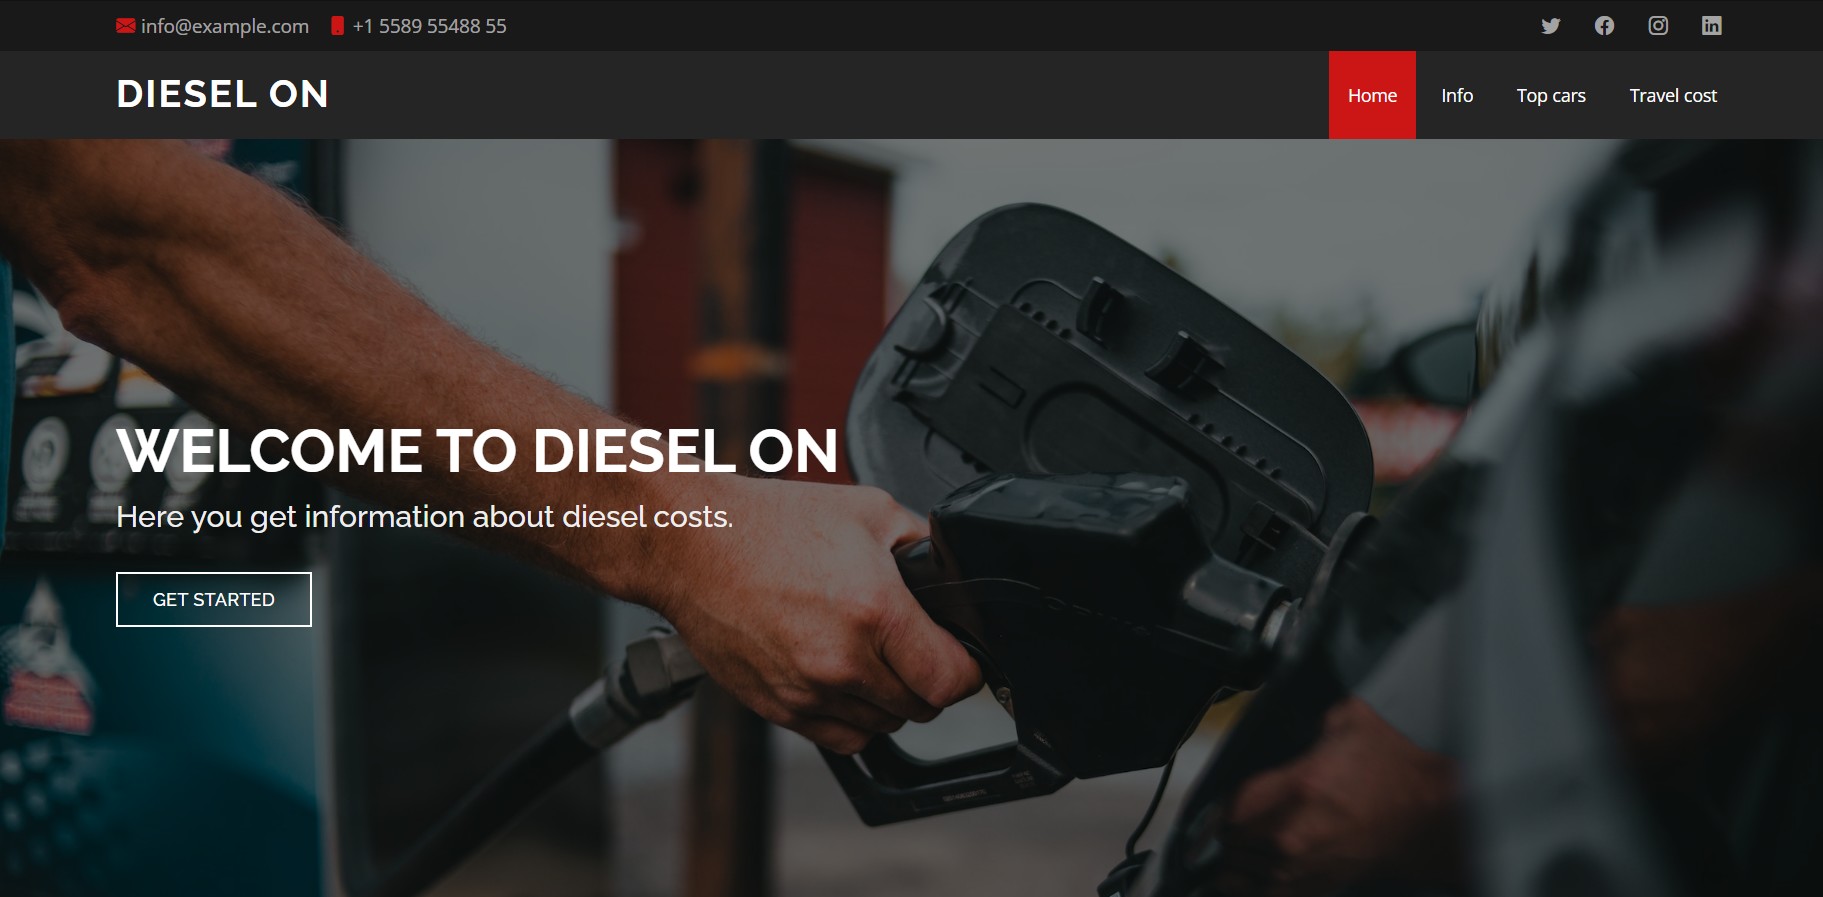 info@example.com +1 5589 55488 55
DIESEL ON
Home Info Top cars Travel cost
WELCOME TO DIESEL ON
Here you get information about diesel costs.
GET STARTED